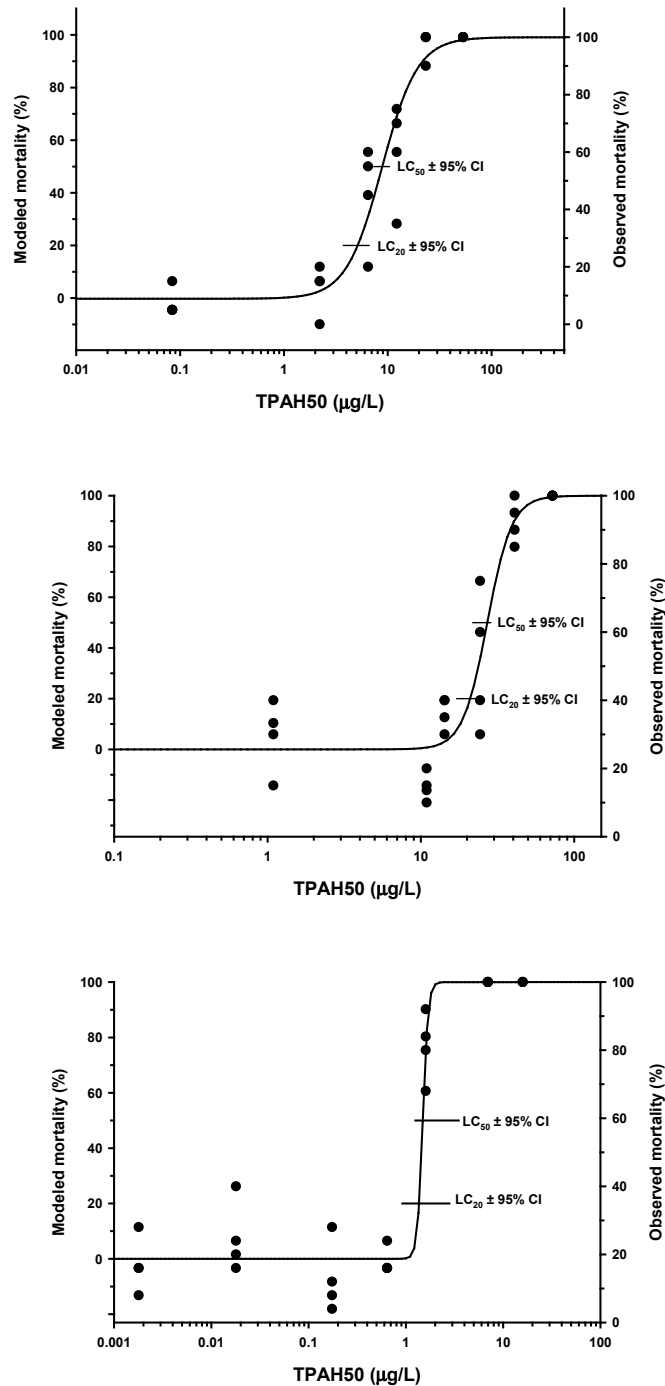 Modeled mortality (%)
100
80
60
40
20
0
LC50 ± 95% CI
LC20 ± 95% CI
100
80
60
40
20
0
Observed mortality (%)
0.01 0.1 1 10 100
TPAH50 (µg/L)
Modeled mortality (%)
100
80
60
40
20
0
LC50 ± 95% CI
LC20 ± 95% CI
100
80
60
40
20
0
Observed mortality (%)
0.1 1 10 100
TPAH50 (µg/L)
Modeled mortality (%)
100
80
60
40
20
0
LC50 ± 95% CI
LC20 ± 95% CI
100
80
60
40
20
0
Observed mortality (%)
0.001 0.01 0.1 1 10 100
TPAH50 (µg/L)